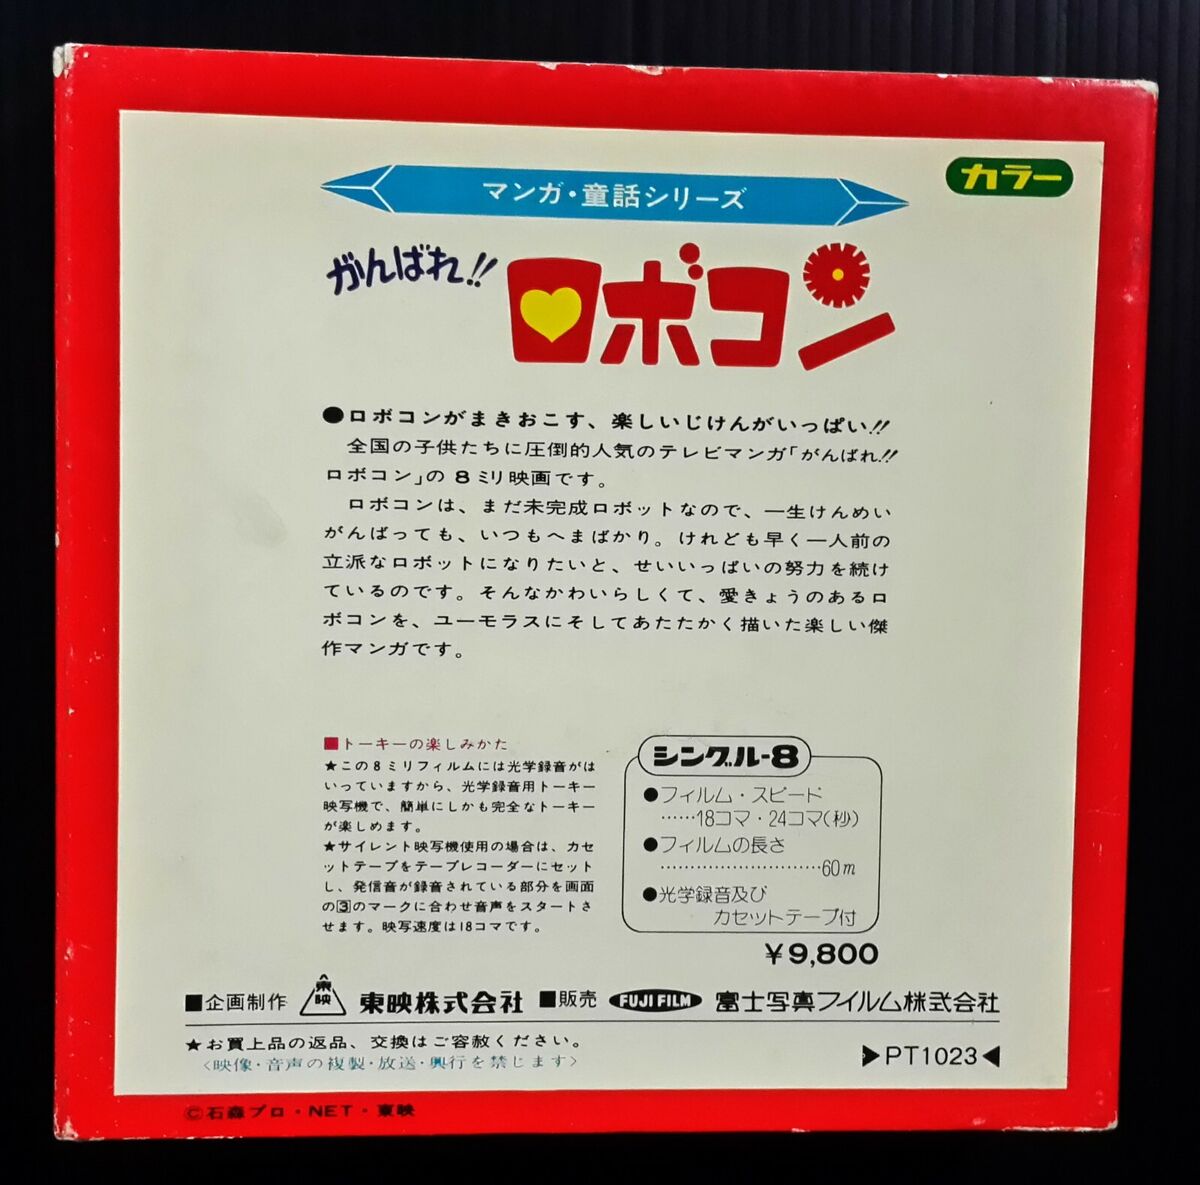 カラー
マンガ・童話シリーズ
がんばれ!!
ロボコン
●ロボコンがまきおこす、楽しいじけんがいっぱい!!
全国の子供たちに圧倒的人気のテレビマンガ「がんばれ!!
ロボコン」の8ミリ映画です。
ロボコンは、まだ未完成ロボットなので、一生けんめい
がんばっても、いつもへまばかり。けれども早く一人前の
立派なロボットになりたいと、せいいっぱいの努力を続け
ているのです。そんなかわいらしくて、愛きょうのあるロ
ボコンを、ユーモラスにそしてあたたかく描いた楽しい傑
作マンガです。
■トーキーの楽しみかた
★この8ミリフィルムには光学録音がは
いっていますから、光学録音用トーキー
映写機で、簡単にしかも完全なトーキー
が楽しめます。
★サイレント映写機使用の場合は、カセ
ットテープをテープレコーダーにセット
し、発信音が録音されている部分を画面
の3のマークに合わせ音声をスタートさ
せます。映写速度は18コマです。
シングル-8
●フィルム・スピード
……18コマ・24コマ(秒)
●フィルムの長さ
…………………………60m
●光学録音及び
カセットテープ付
¥9,800
■企画制作 東映 東映株式会社 ■販売 FUJI FILM 富士写真フイルム株式会社
★お買上品の返品、交換はご容赦ください。
<映像・音声の複製・放送・興行を禁じます>
▶PT1023◀
©石森プロ・NET・東映